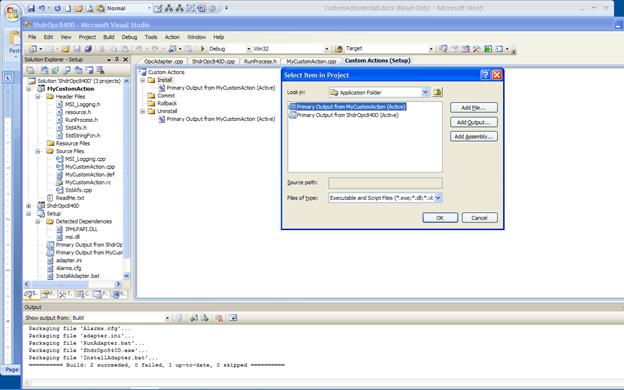 CustomActionInstall.docx (Read-Only) - Microsoft Word
Normal
Paste
ShdrOpc840D - Microsoft Visual Studio
File Edit View Project Build Debug Tools Action Window Help
Debug Win32 Target
Solution Explorer - Setup
Solution 'ShdrOpc840D' (3 projects)
MyCustomAction
Header Files
MSI_Logging.h
resource.h
RunProcess.h
StdAfx.h
StdStringFcn.h
Resource Files
Source Files
MSI_Logging.cpp
MyCustomAction.cpp
MyCustomAction.def
MyCustomAction.rc
StdAfx.cpp
ReadMe.txt
ShdrOpc840D
Setup
Detected Dependencies
IPHLPAPI.DLL
msi.dll
Primary Output from ShdrOp
Primary Output from MyCust
adapter.ini
Alarms.cfg
InstallAdapter.bat
S... P... T... C... P... R...
OpcAdapter.cpp ShdrOpc840D.cpp RunProcess.h MyCustomAction.cpp Custom Actions (Setup)
Custom Actions
Install
Primary Output from MyCustomAction (Active)
Commit
Rollback
Uninstall
Primary Output from MyCustomAction (Active)
Select Item in Project
Look in: Application Folder
Primary Output from MyCustomAction (Active)
Primary Output from ShdrOpc840D (Active)
Add File...
Add Output...
Add Assembly...
Source path:
Files of type: Executable and Script Files (*.exe;*.dll;*.vb
OK Cancel
Output
Show output from: Build
Packaging file 'Alarms.cfg'...
Packaging file 'adapter.ini'...
Packaging file 'RunAdapter.bat'...
Packaging file 'ShdrOpc840D.exe'...
Packaging file 'InstallAdapter.bat'...
========== Build: 2 succeeded, 0 failed, 1 up-to-date, 0 skipped ==========
Page: